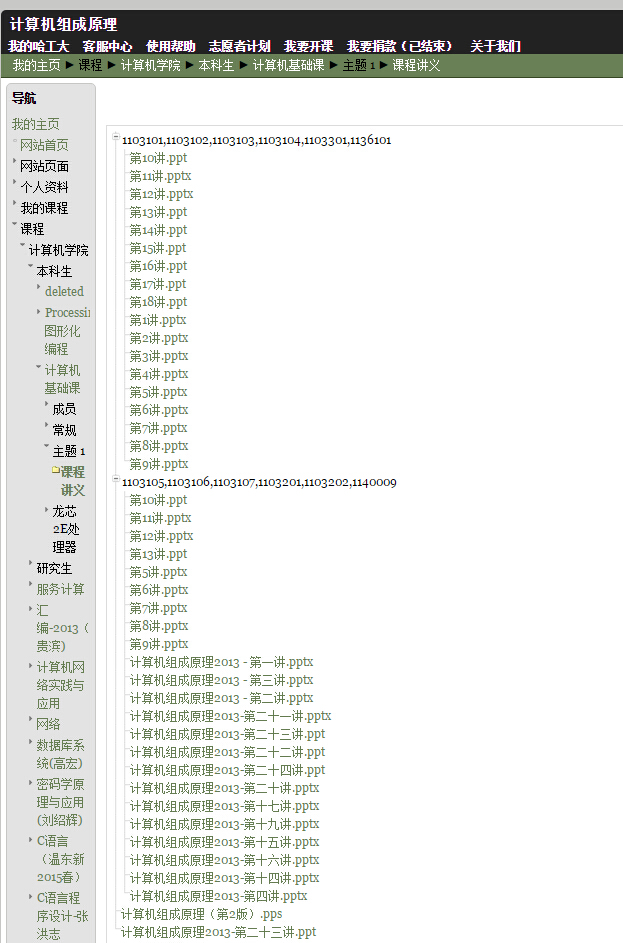 计算机组成原理
我的哈工大 客服中心 使用帮助 志愿者计划 我要开课 我要捐款（已结束） 关于我们
我的主页 ► 课程 ► 计算机学院 ► 本科生 ► 计算机基础课 ► 主题 1 ► 课程讲义
导航
我的主页
网站首页
网站页面
个人资料
我的课程
课程
计算机学院
本科生
deleted
Processin
图形化
编程
计算机
基础课
成员
常规
主题 1
课程
讲义
龙芯
2E处
理器
研究生
服务计算
汇
编-2013（
贵滨）
计算机网
络实践与
应用
网络
数据库系
统(高宏)
密码学原
理与应用
(刘绍辉)
C语言
（温东新
2015春）
C语言程
序设计-张
洪志
1103101,1103102,1103103,1103104,1103301,1136101
第10讲.ppt
第11讲.pptx
第12讲.pptx
第13讲.ppt
第14讲.ppt
第15讲.ppt
第16讲.ppt
第17讲.ppt
第18讲.ppt
第1讲.pptx
第2讲.pptx
第3讲.pptx
第4讲.pptx
第5讲.pptx
第6讲.pptx
第7讲.pptx
第8讲.pptx
第9讲.pptx
1103105,1103106,1103107,1103201,1103202,1140009
第10讲.ppt
第11讲.pptx
第12讲.pptx
第13讲.ppt
第5讲.pptx
第6讲.pptx
第7讲.pptx
第8讲.pptx
第9讲.pptx
计算机组成原理2013 - 第一讲.pptx
计算机组成原理2013 - 第三讲.pptx
计算机组成原理2013 - 第二讲.pptx
计算机组成原理2013-第二十一讲.pptx
计算机组成原理2013-第二十三讲.ppt
计算机组成原理2013-第二十二讲.ppt
计算机组成原理2013-第二十四讲.ppt
计算机组成原理2013-第二十讲.pptx
计算机组成原理2013-第十七讲.pptx
计算机组成原理2013-第十九讲.pptx
计算机组成原理2013-第十五讲.pptx
计算机组成原理2013-第十六讲.pptx
计算机组成原理2013-第十四讲.pptx
计算机组成原理2013-第四讲.pptx
计算机组成原理（第2版）.pps
计算机组成原理2013-第二十三讲.ppt